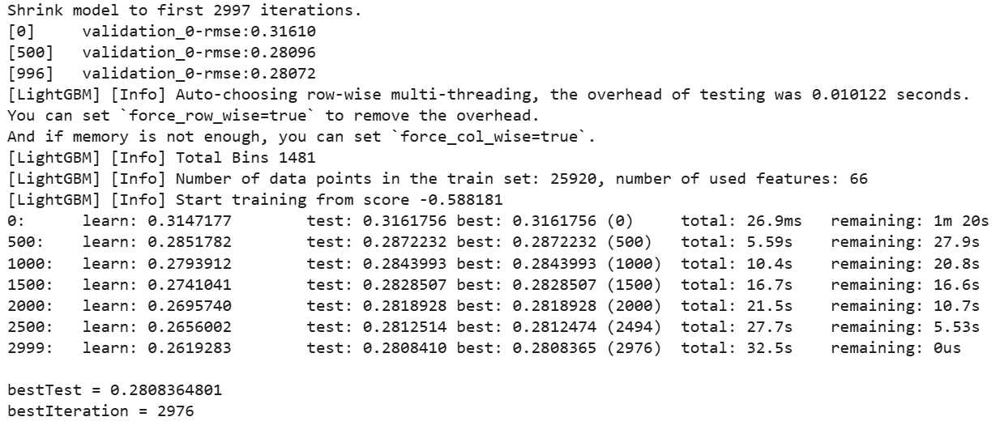 Shrink model to first 2997 iterations.
[0] validation_0-rmse:0.31610
[500] validation_0-rmse:0.28096
[996] validation_0-rmse:0.28072
[LightGBM] [Info] Auto-choosing row-wise multi-threading, the overhead of testing was 0.010122 seconds.
You can set `force_row_wise=true` to remove the overhead.
And if memory is not enough, you can set `force_col_wise=true`.
[LightGBM] [Info] Total Bins 1481
[LightGBM] [Info] Number of data points in the train set: 25920, number of used features: 66
[LightGBM] [Info] Start training from score -0.588181
0: learn: 0.3147177 test: 0.3161756 best: 0.3161756 (0) total: 26.9ms remaining: 1m 20s
500: learn: 0.2851782 test: 0.2872232 best: 0.2872232 (500) total: 5.59s remaining: 27.9s
1000: learn: 0.2793912 test: 0.2843993 best: 0.2843993 (1000) total: 10.4s remaining: 20.8s
1500: learn: 0.2741041 test: 0.2828507 best: 0.2828507 (1500) total: 16.7s remaining: 16.6s
2000: learn: 0.2695740 test: 0.2818928 best: 0.2818928 (2000) total: 21.5s remaining: 10.7s
2500: learn: 0.2656002 test: 0.2812514 best: 0.2812474 (2494) total: 27.7s remaining: 5.53s
2999: learn: 0.2619283 test: 0.2808410 best: 0.2808365 (2976) total: 32.5s remaining: 0us
bestTest = 0.2808364801
bestIteration = 2976